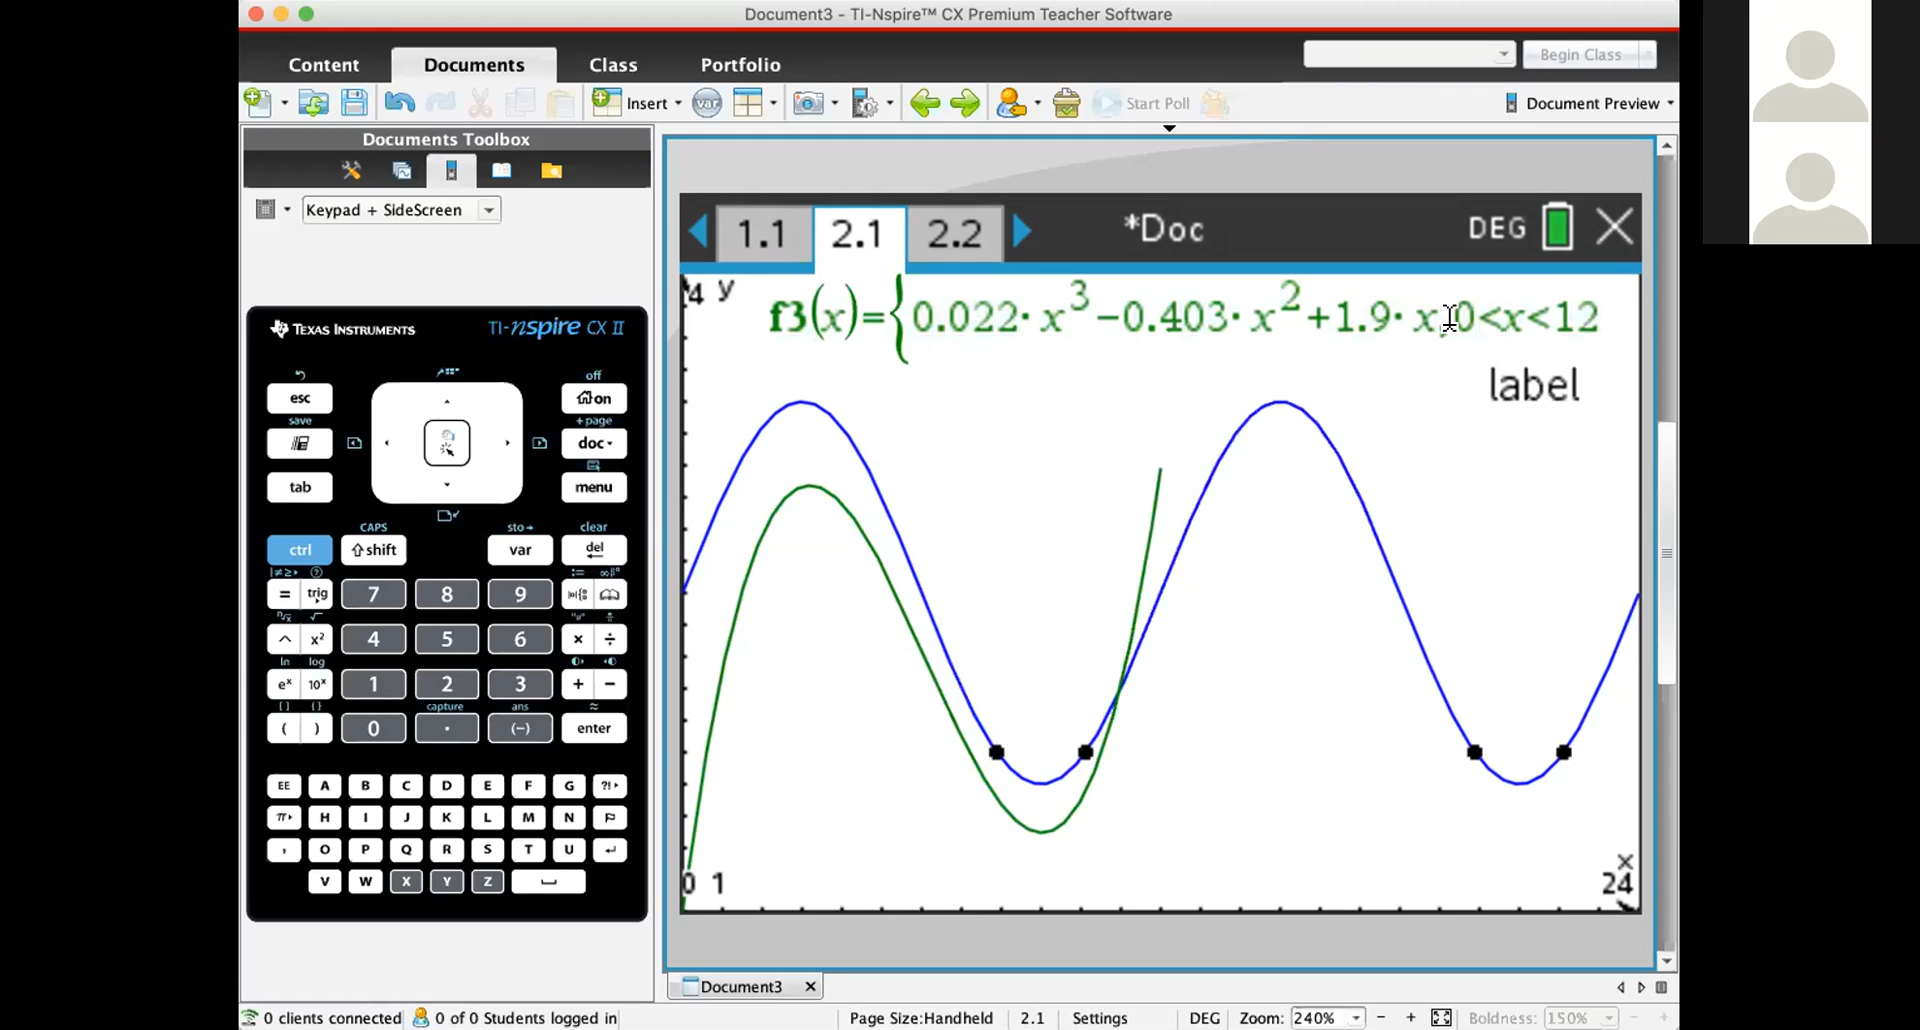 Document3 - TI-Nspire™ CX Premium Teacher Software
Content Documents Class Portfolio Begin Class
Insert var Start Poll Document Preview
Documents Toolbox
Keypad + SideScreen
1.1 2.1 2.2 *Doc DEG
4 y f3(x)={0.022· x³−0.403· x²+1.9· x,0<x<12
label
0 1
x
24
TEXAS INSTRUMENTS TI-nspire CX II
off
esc on
save + page
doc
tab menu
CAPS sto→ clear
ctrl shift var del
= trig 7 8 9
^ x² 4 5 6 × ÷
ln log
eˣ 10ˣ 1 2 3 + −
[ ] { } capture ans ≈
( ) 0 . (−) enter
EE A B C D E F G ?!▸
π▸ H I J K L M N
, O P Q R S T U
V W X Y Z
Document3
0 clients connected 0 of 0 Students logged in Page Size:Handheld 2.1 Settings DEG Zoom: 240% − + Boldness: 150% − +